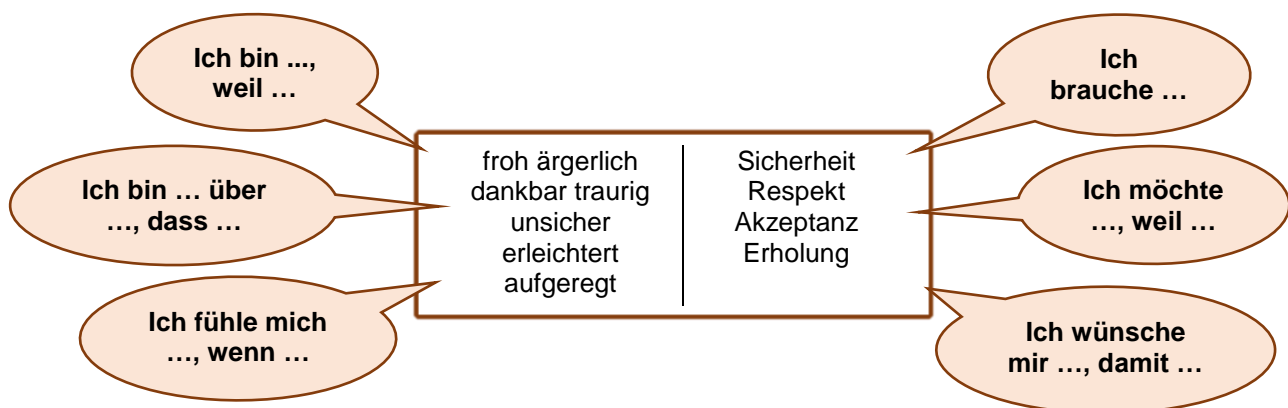 Ich bin ...,
weil …
Ich bin … über
…, dass …
Ich fühle mich
…, wenn …
froh ärgerlich
dankbar traurig
unsicher
erleichtert
aufgeregt
Sicherheit
Respekt
Akzeptanz
Erholung
Ich
brauche …
Ich möchte
…, weil …
Ich wünsche
mir …, damit …